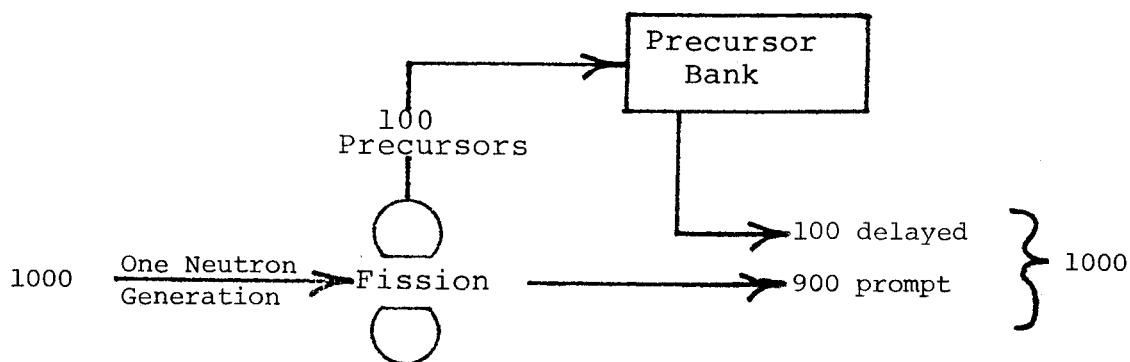 Precursor
Bank
100
Precursors
100 delayed
1000
One Neutron
Generation
Fission
900 prompt
1000